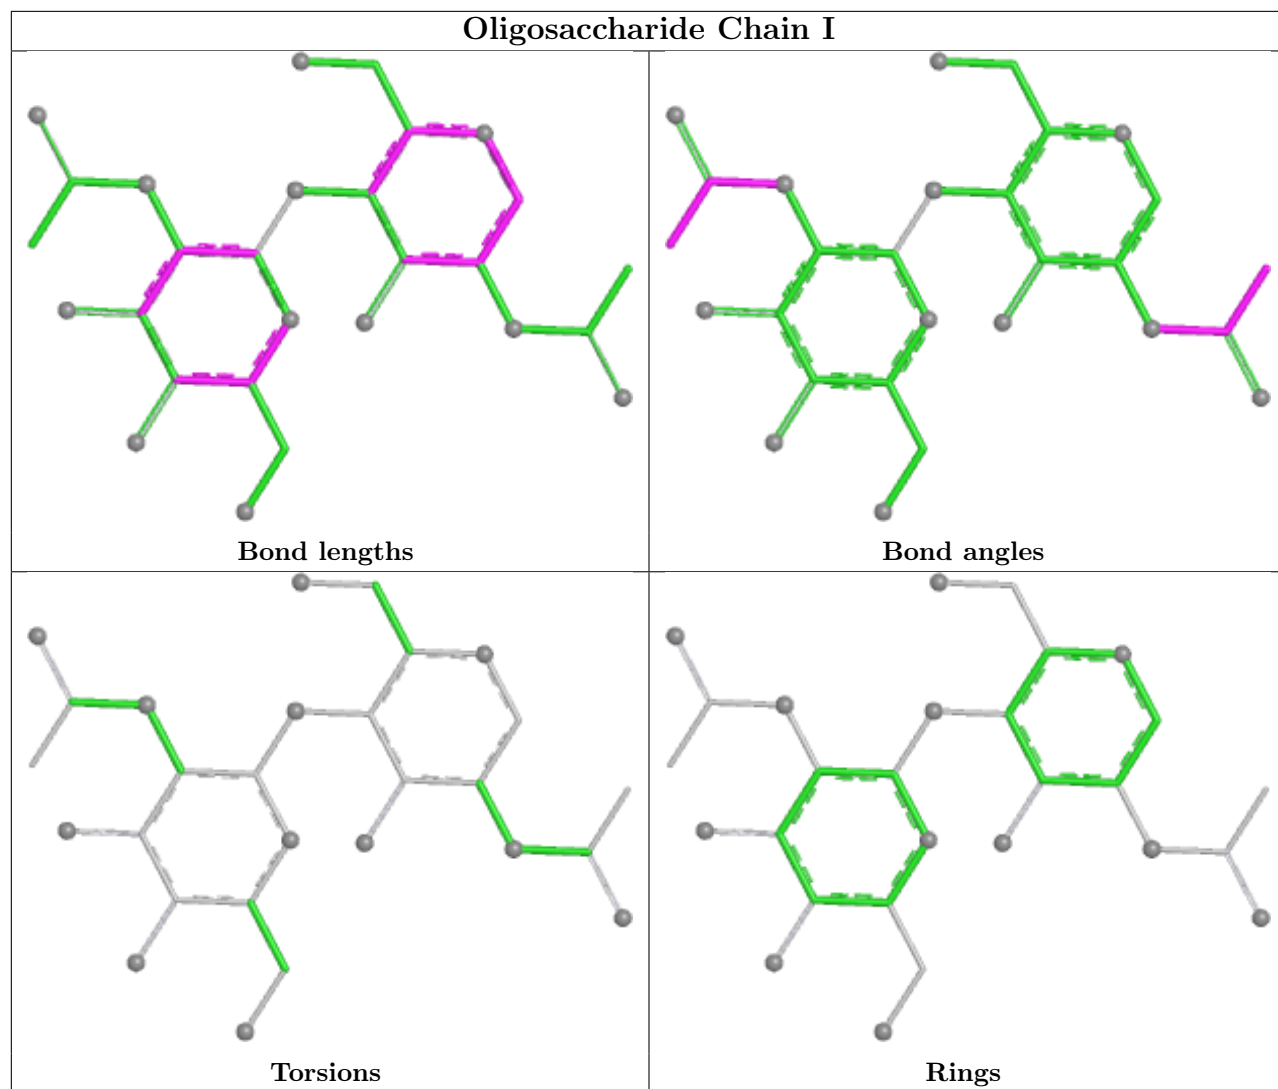 Oligosaccharide Chain I
Bond lengths
Bond angles
Torsions
Rings